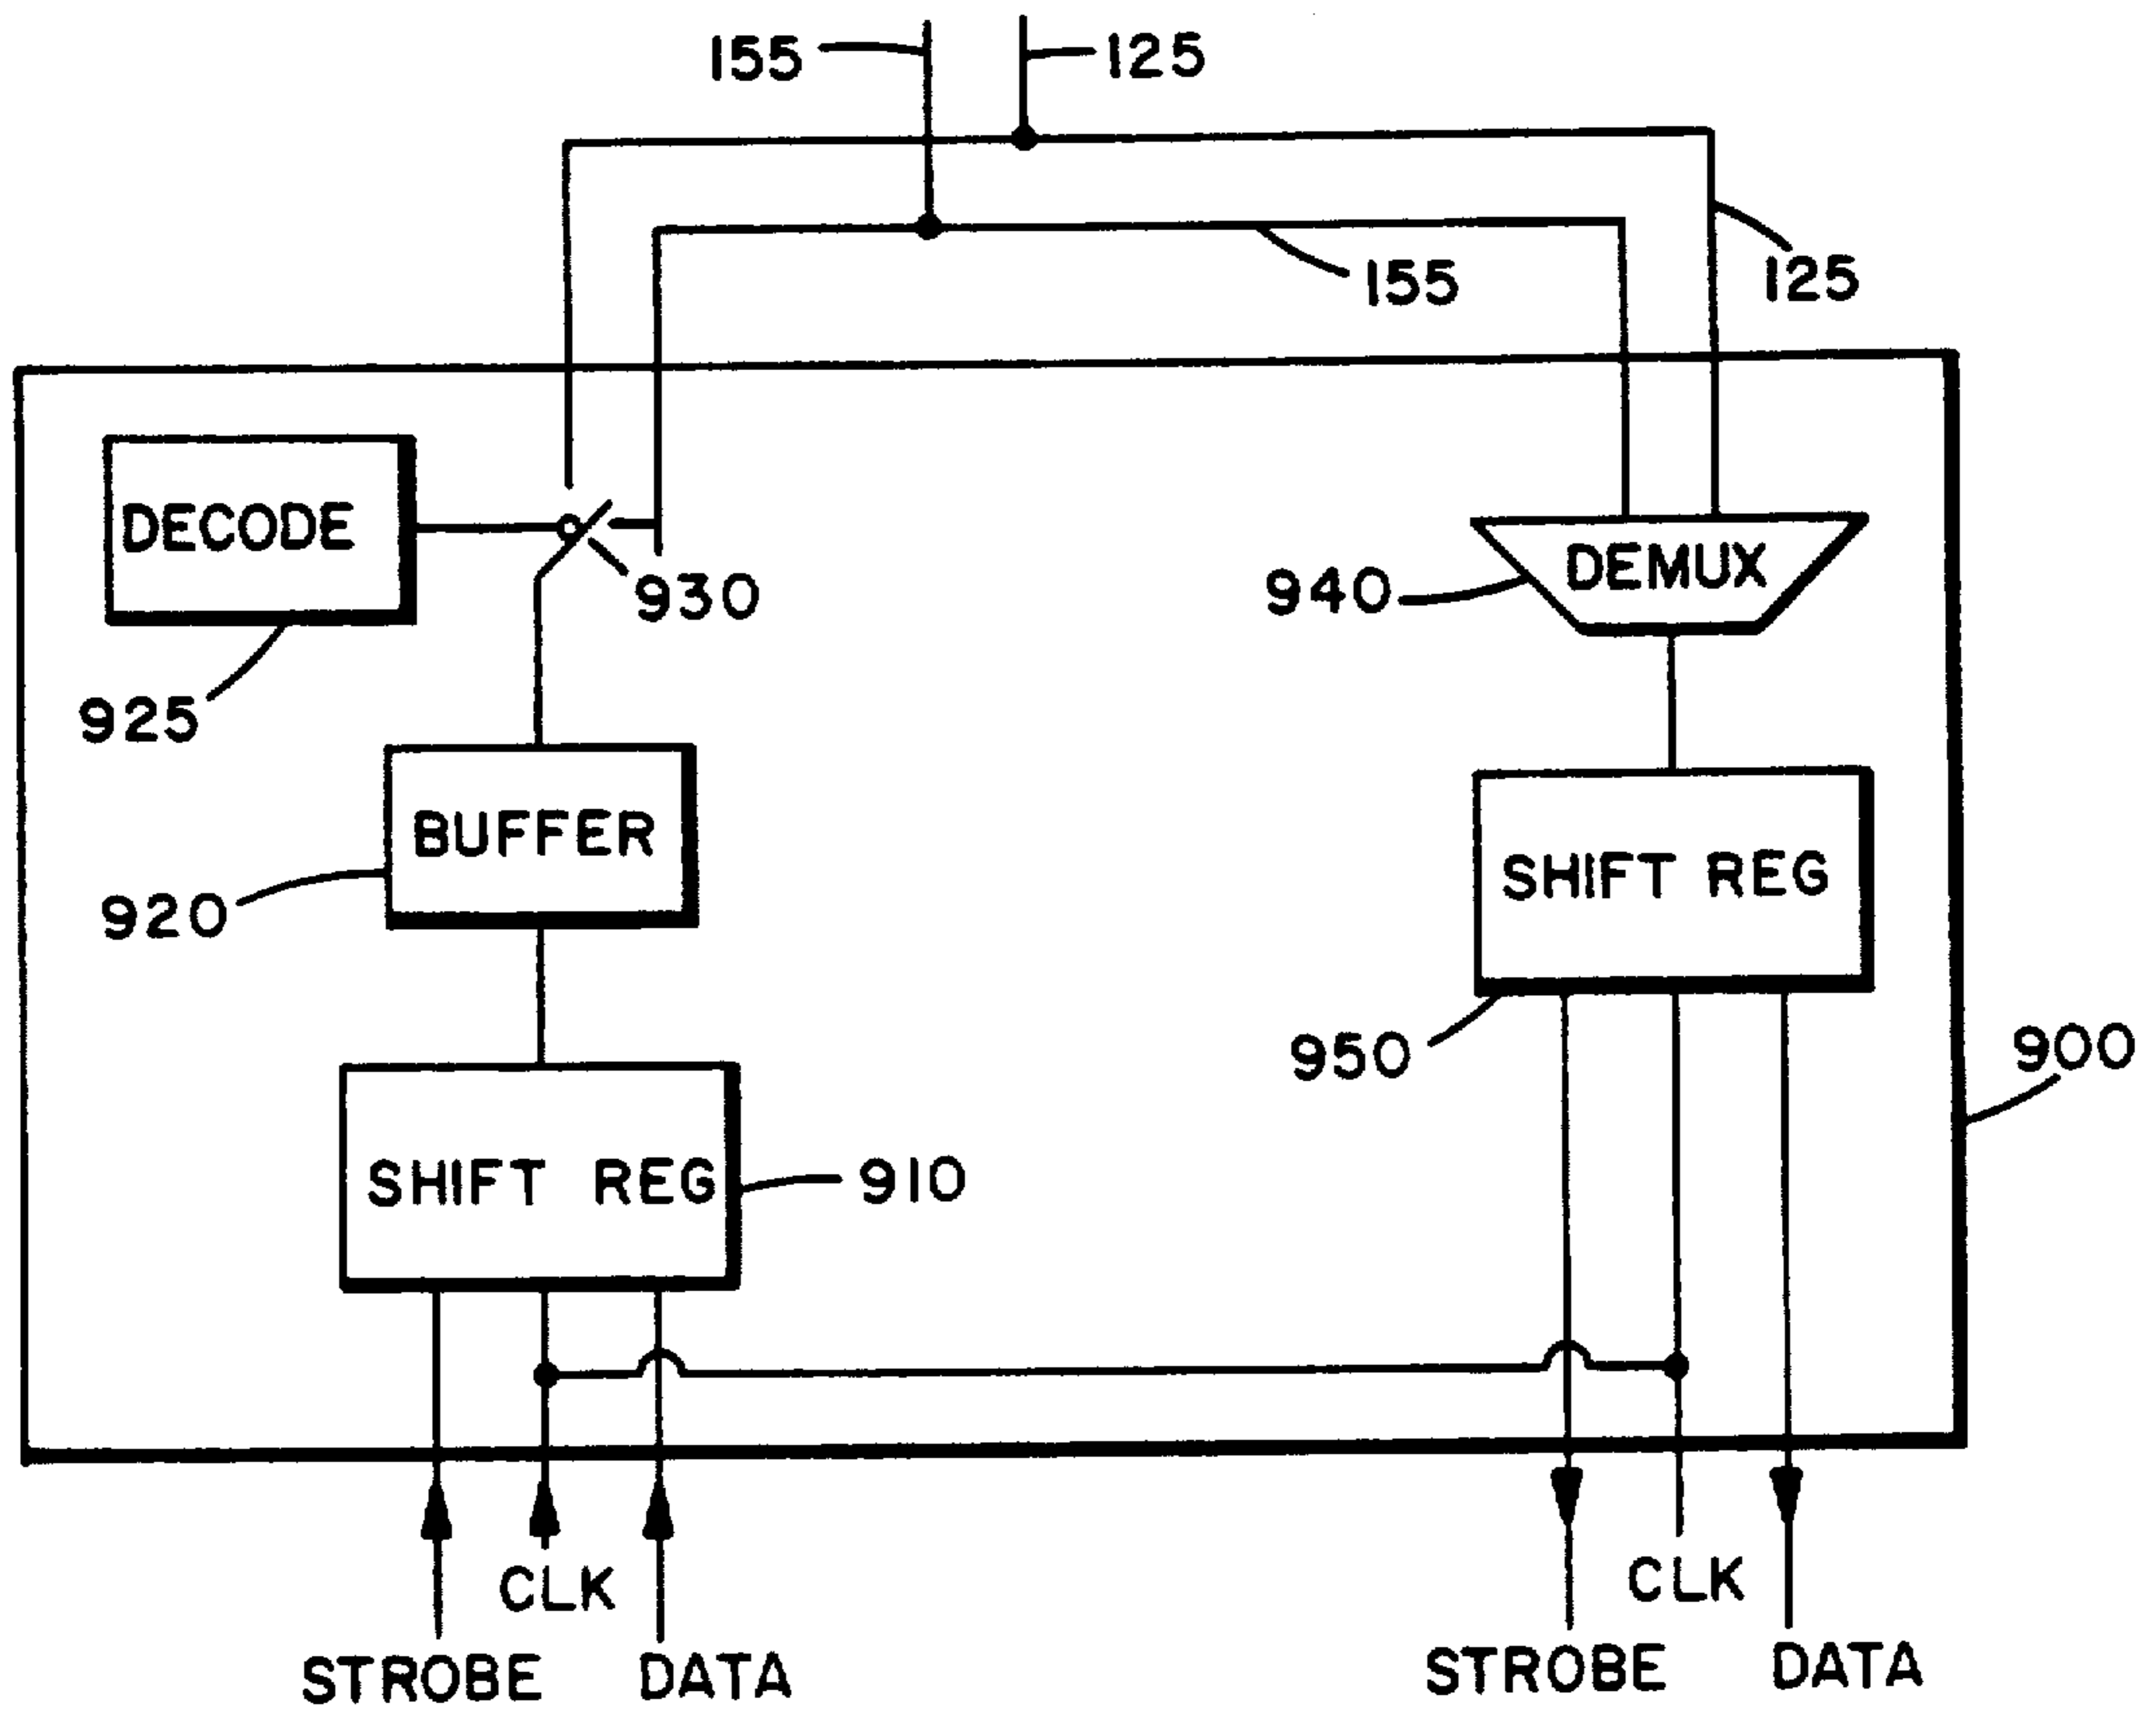 155
125
155
125
DECODE
930
940
DEMUX
925
BUFFER
920
SHIFT REG
950
900
SHIFT REG
910
CLK
CLK
STROBE
DATA
STROBE
DATA